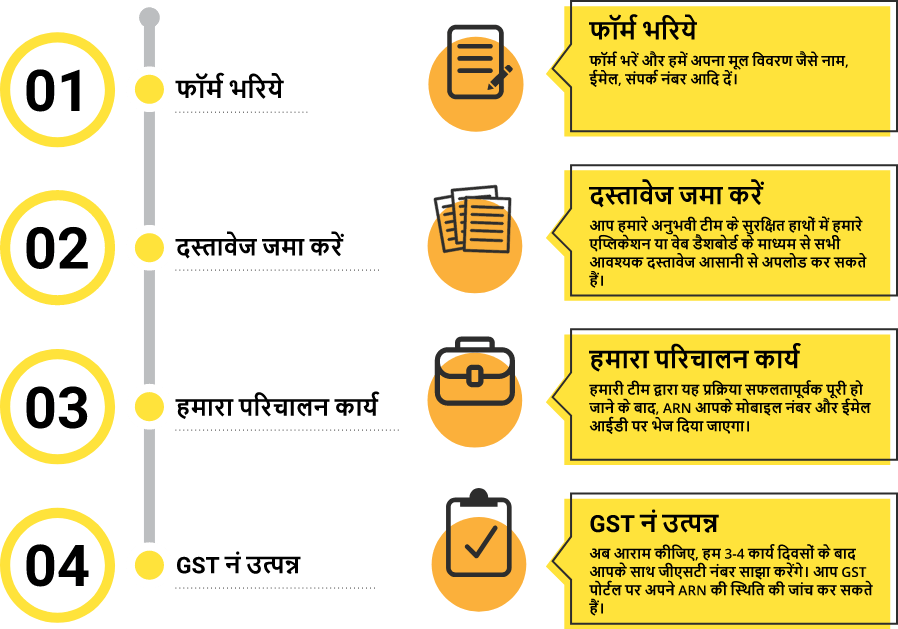 01
फॉर्म भरिये
फॉर्म भरिये
फॉर्म भरें और हमें अपना मूल विवरण जैसे नाम,
ईमेल, संपर्क नंबर आदि दें।
02
दस्तावेज जमा करें
दस्तावेज जमा करें
आप हमारे अनुभवी टीम के सुरक्षित हाथों में हमारे
एप्लिकेशन या वेब डैशबोर्ड के माध्यम से सभी
आवश्यक दस्तावेज आसानी से अपलोड कर सकते
हैं।
03
हमारा परिचालन कार्य
हमारा परिचालन कार्य
हमारी टीम द्वारा यह प्रक्रिया सफलतापूर्वक पूरी हो
जाने के बाद, ARN आपके मोबाइल नंबर और ईमेल
आईडी पर भेज दिया जाएगा।
04
GST नं उत्पन्न
GST नं उत्पन्न
अब आराम कीजिए, हम 3-4 कार्य दिवसों के बाद
आपके साथ जीएसटी नंबर साझा करेंगे। आप GST
पोर्टल पर अपने ARN की स्थिति की जांच कर सकते
हैं।